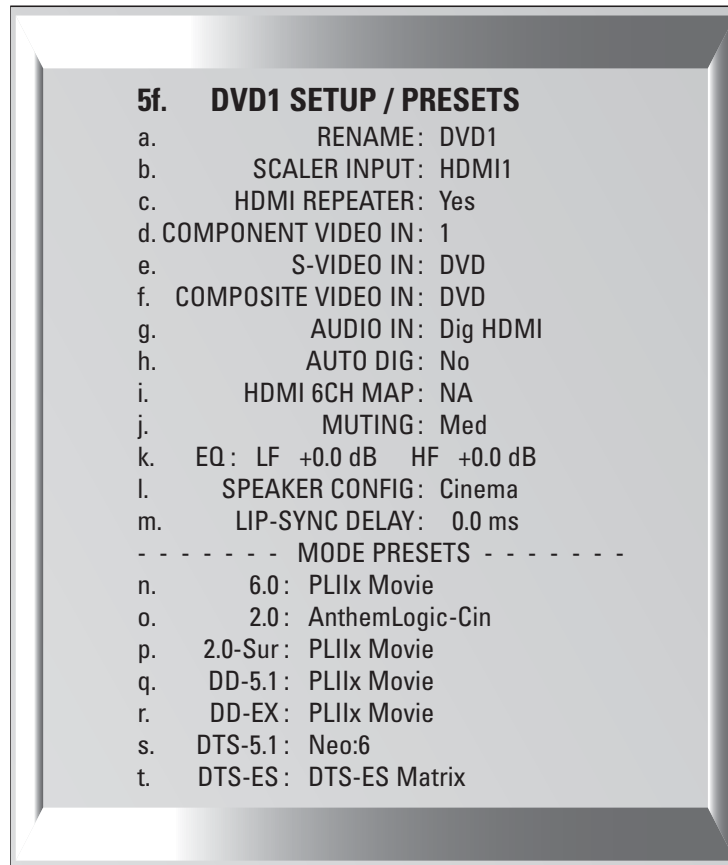 5f. DVD1 SETUP / PRESETS
a. RENAME: DVD1
b. SCALER INPUT: HDMI1
c. HDMI REPEATER: Yes
d. COMPONENT VIDEO IN: 1
e. S-VIDEO IN: DVD
f. COMPOSITE VIDEO IN: DVD
g. AUDIO IN: Dig HDMI
h. AUTO DIG: No
i. HDMI 6CH MAP: NA
j. MUTING: Med
k. EQ: LF +0.0 dB HF +0.0 dB
l. SPEAKER CONFIG: Cinema
m. LIP-SYNC DELAY: 0.0 ms
- - - - - - - MODE PRESETS - - - - - - -
n. 6.0: PLIIx Movie
o. 2.0: AnthemLogic-Cin
p. 2.0-Sur: PLIIx Movie
q. DD-5.1: PLIIx Movie
r. DD-EX: PLIIx Movie
s. DTS-5.1: Neo:6
t. DTS-ES: DTS-ES Matrix